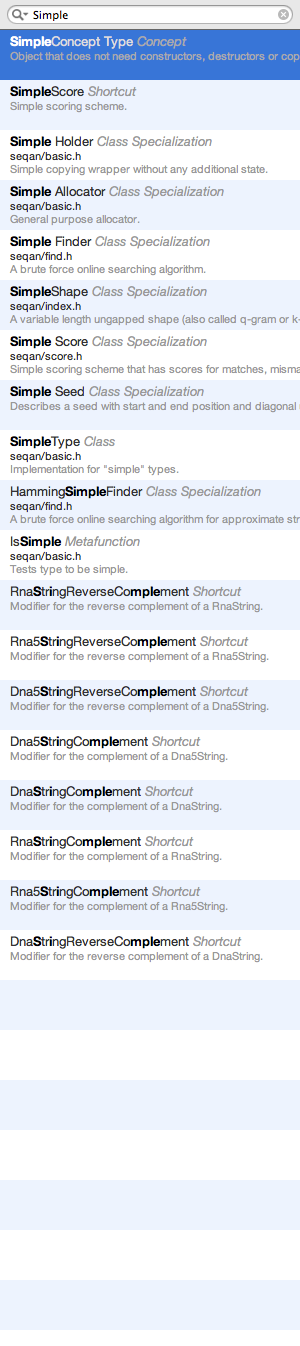 Simple
SimpleConcept Type Concept
Object that does not need constructors, destructors or cop
SimpleScore Shortcut
Simple scoring scheme.
Simple Holder Class Specialization
seqan/basic.h
Simple copying wrapper without any additional state.
Simple Allocator Class Specialization
seqan/basic.h
General purpose allocator.
Simple Finder Class Specialization
seqan/find.h
A brute force online searching algorithm.
SimpleShape Class Specialization
seqan/index.h
A variable length ungapped shape (also called q-gram or k-
Simple Score Class Specialization
seqan/score.h
Simple scoring scheme that has scores for matches, misma
Simple Seed Class Specialization
Describes a seed with start and end position and diagonal
SimpleType Class
seqan/basic.h
Implementation for "simple" types.
HammingSimpleFinder Class Specialization
seqan/find.h
A brute force online searching algorithm for approximate str
IsSimple Metafunction
seqan/basic.h
Tests type to be simple.
RnaStringReverseComplement Shortcut
Modifier for the reverse complement of a RnaString.
Rna5StringReverseComplement Shortcut
Modifier for the reverse complement of a Rna5String.
Dna5StringReverseComplement Shortcut
Modifier for the reverse complement of a Dna5String.
Dna5StringComplement Shortcut
Modifier for the complement of a Dna5String.
DnaStringComplement Shortcut
Modifier for the complement of a DnaString.
RnaStringComplement Shortcut
Modifier for the complement of a RnaString.
Rna5StringComplement Shortcut
Modifier for the complement of a Rna5String.
DnaStringReverseComplement Shortcut
Modifier for the reverse complement of a DnaString.